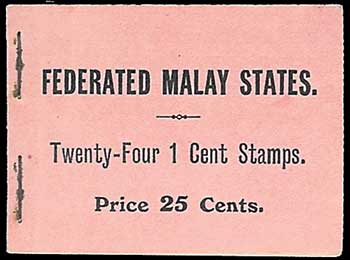 FEDERATED MALAY STATES.
Twenty-Four 1 Cent Stamps.
Price 25 Cents.